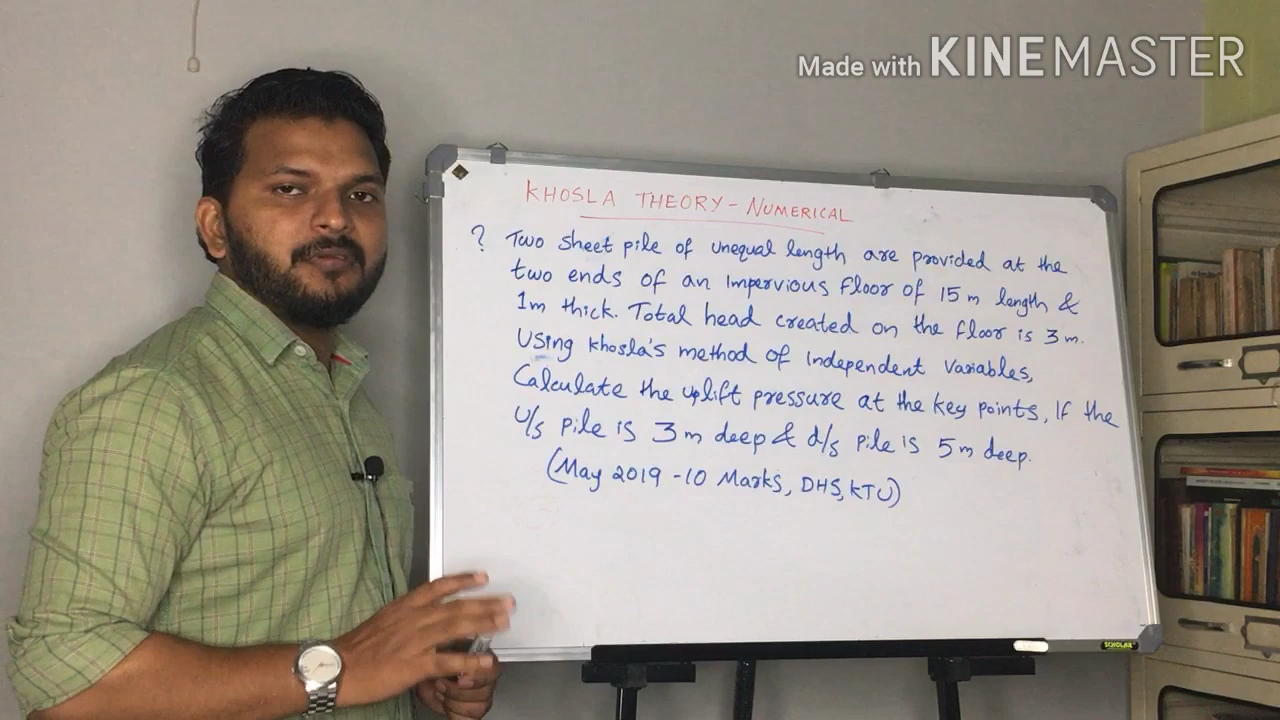 Made with KINEMASTER
KHOSLA THEORY - NUMERICAL
? Two sheet pile of unequal length are provided at the
two ends of an impervious floor of 15 m length &
1m thick. Total head created on the floor is 3 m.
Using khosla's method of independent variables,
Calculate the uplift pressure at the key points, If the
U/s pile is 3 m deep & d/s pile is 5 m deep.
(May 2019 - 10 Marks, DHS, KTU)
SCHOLAR